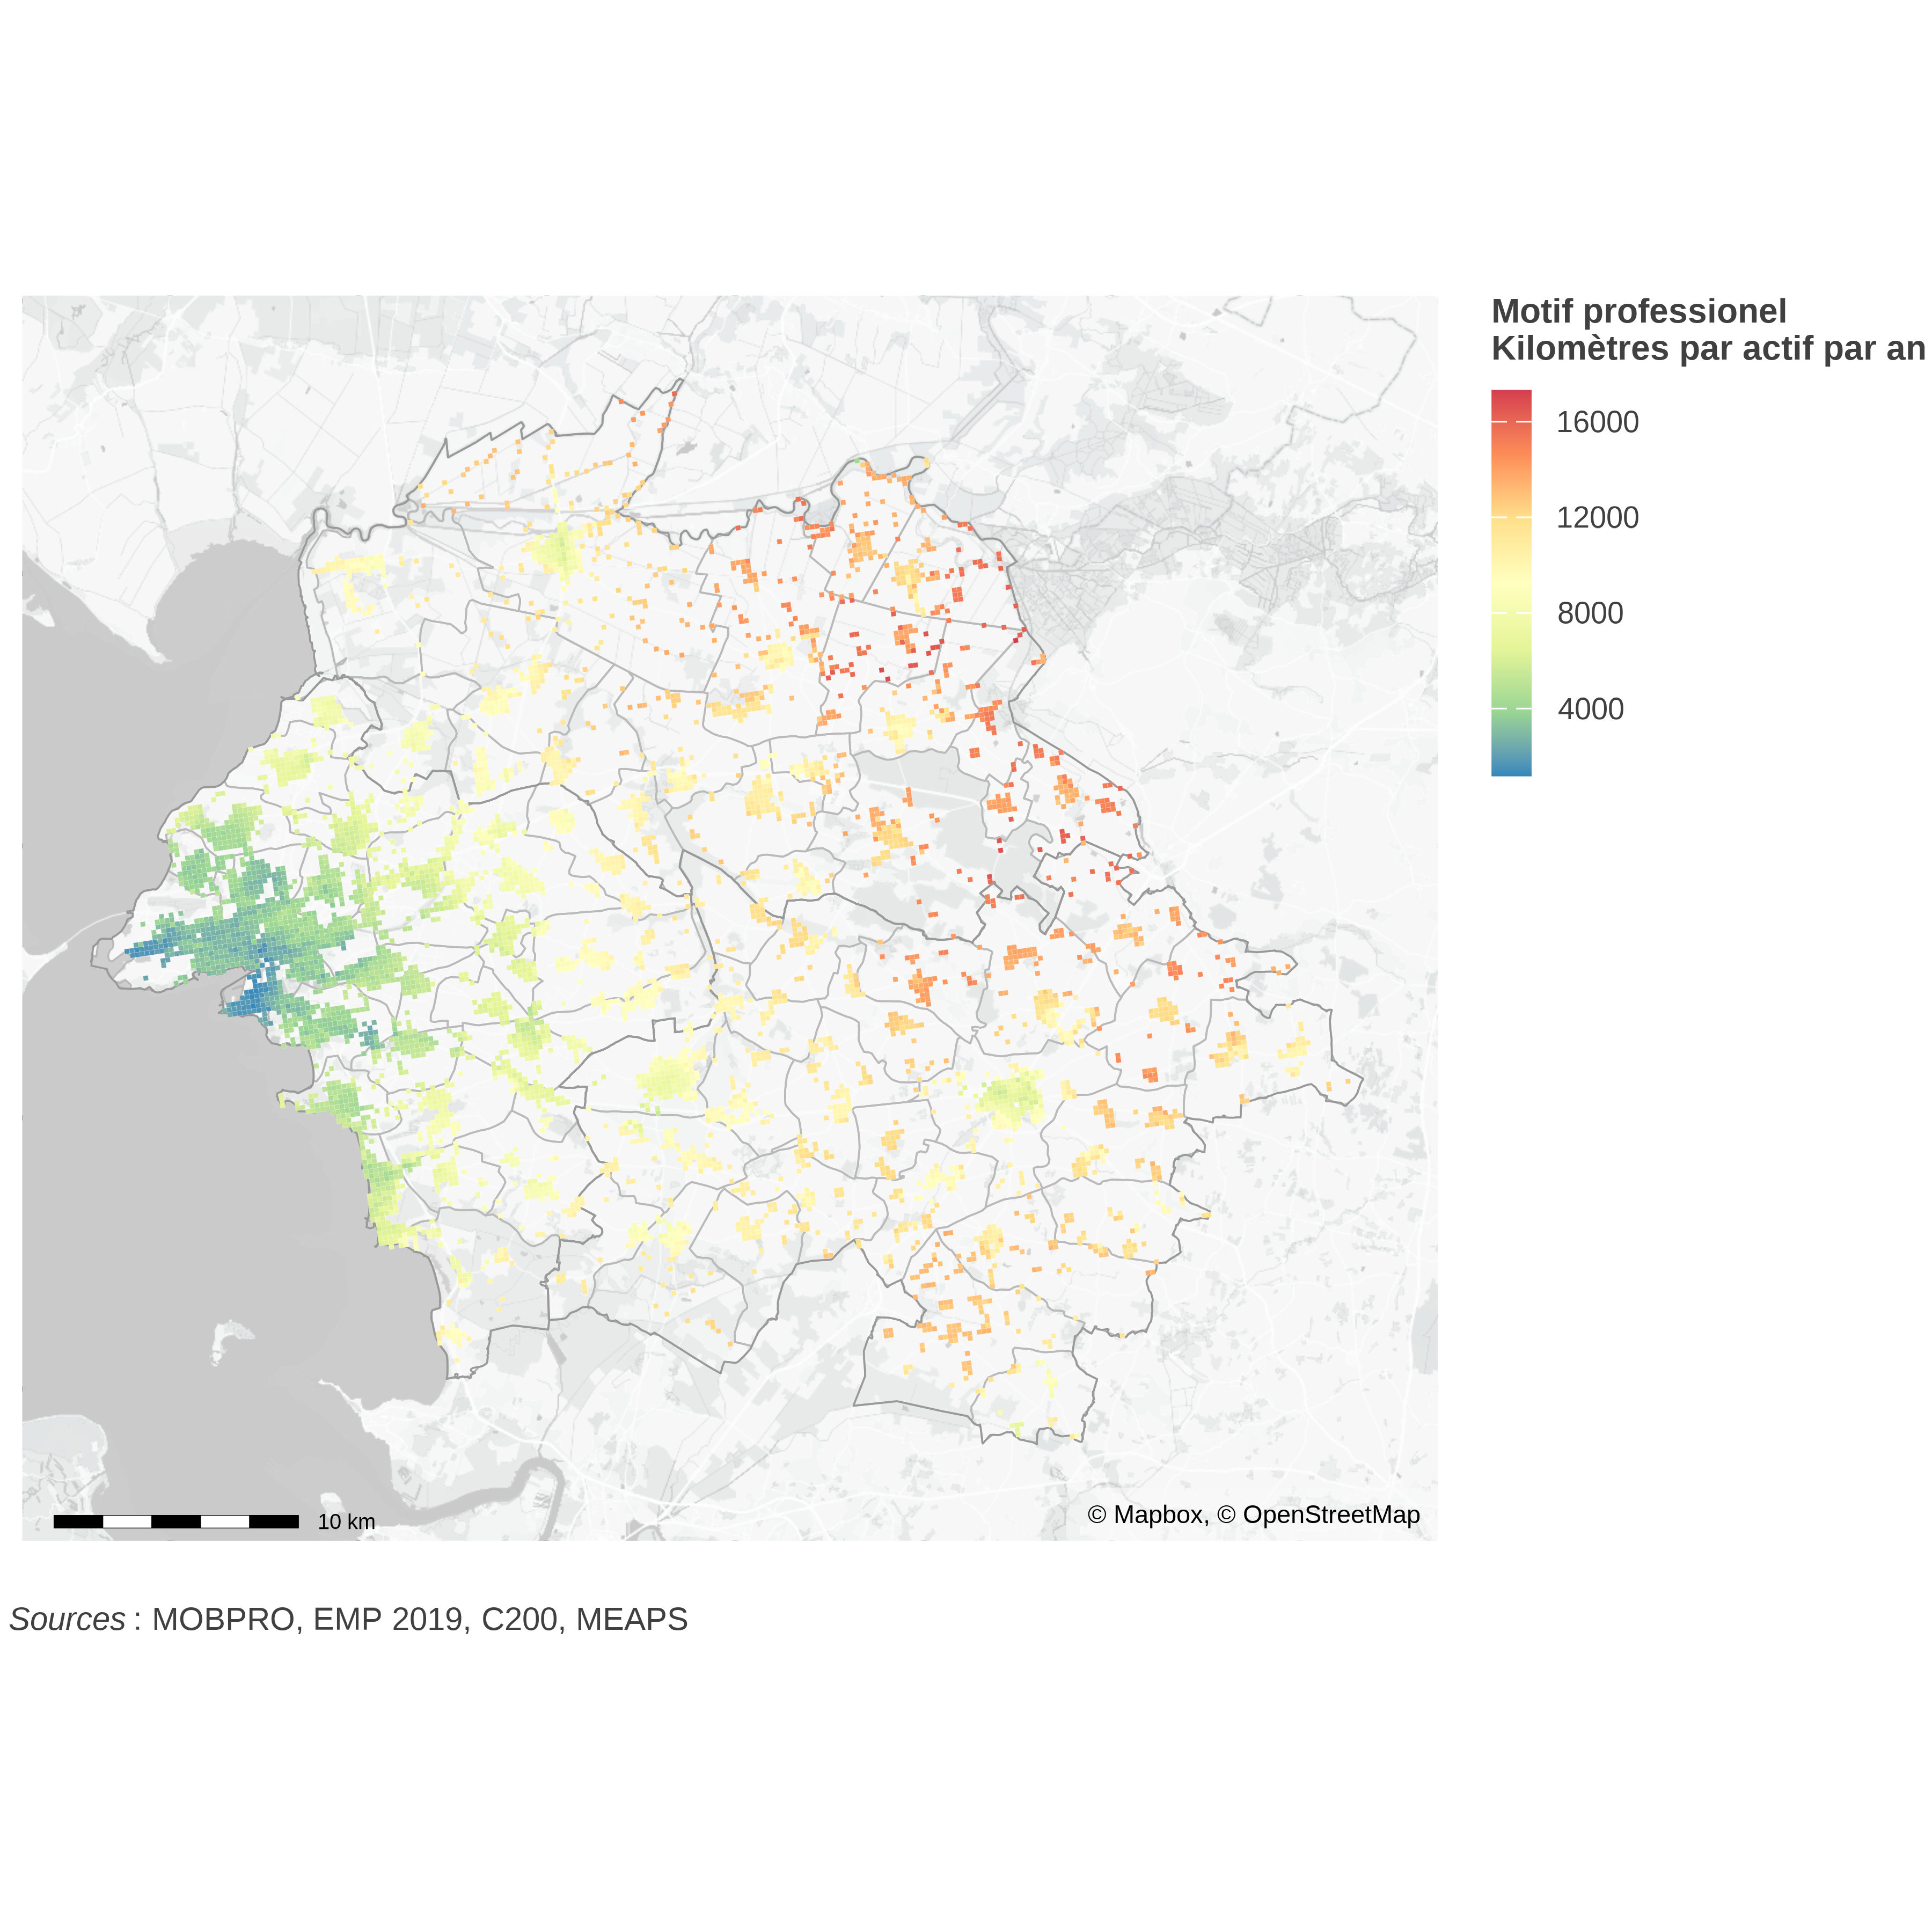 Motif professionel
Kilomètres par actif par an
16000
12000
8000
4000
10 km
© Mapbox, © OpenStreetMap
Sources : MOBPRO, EMP 2019, C200, MEAPS